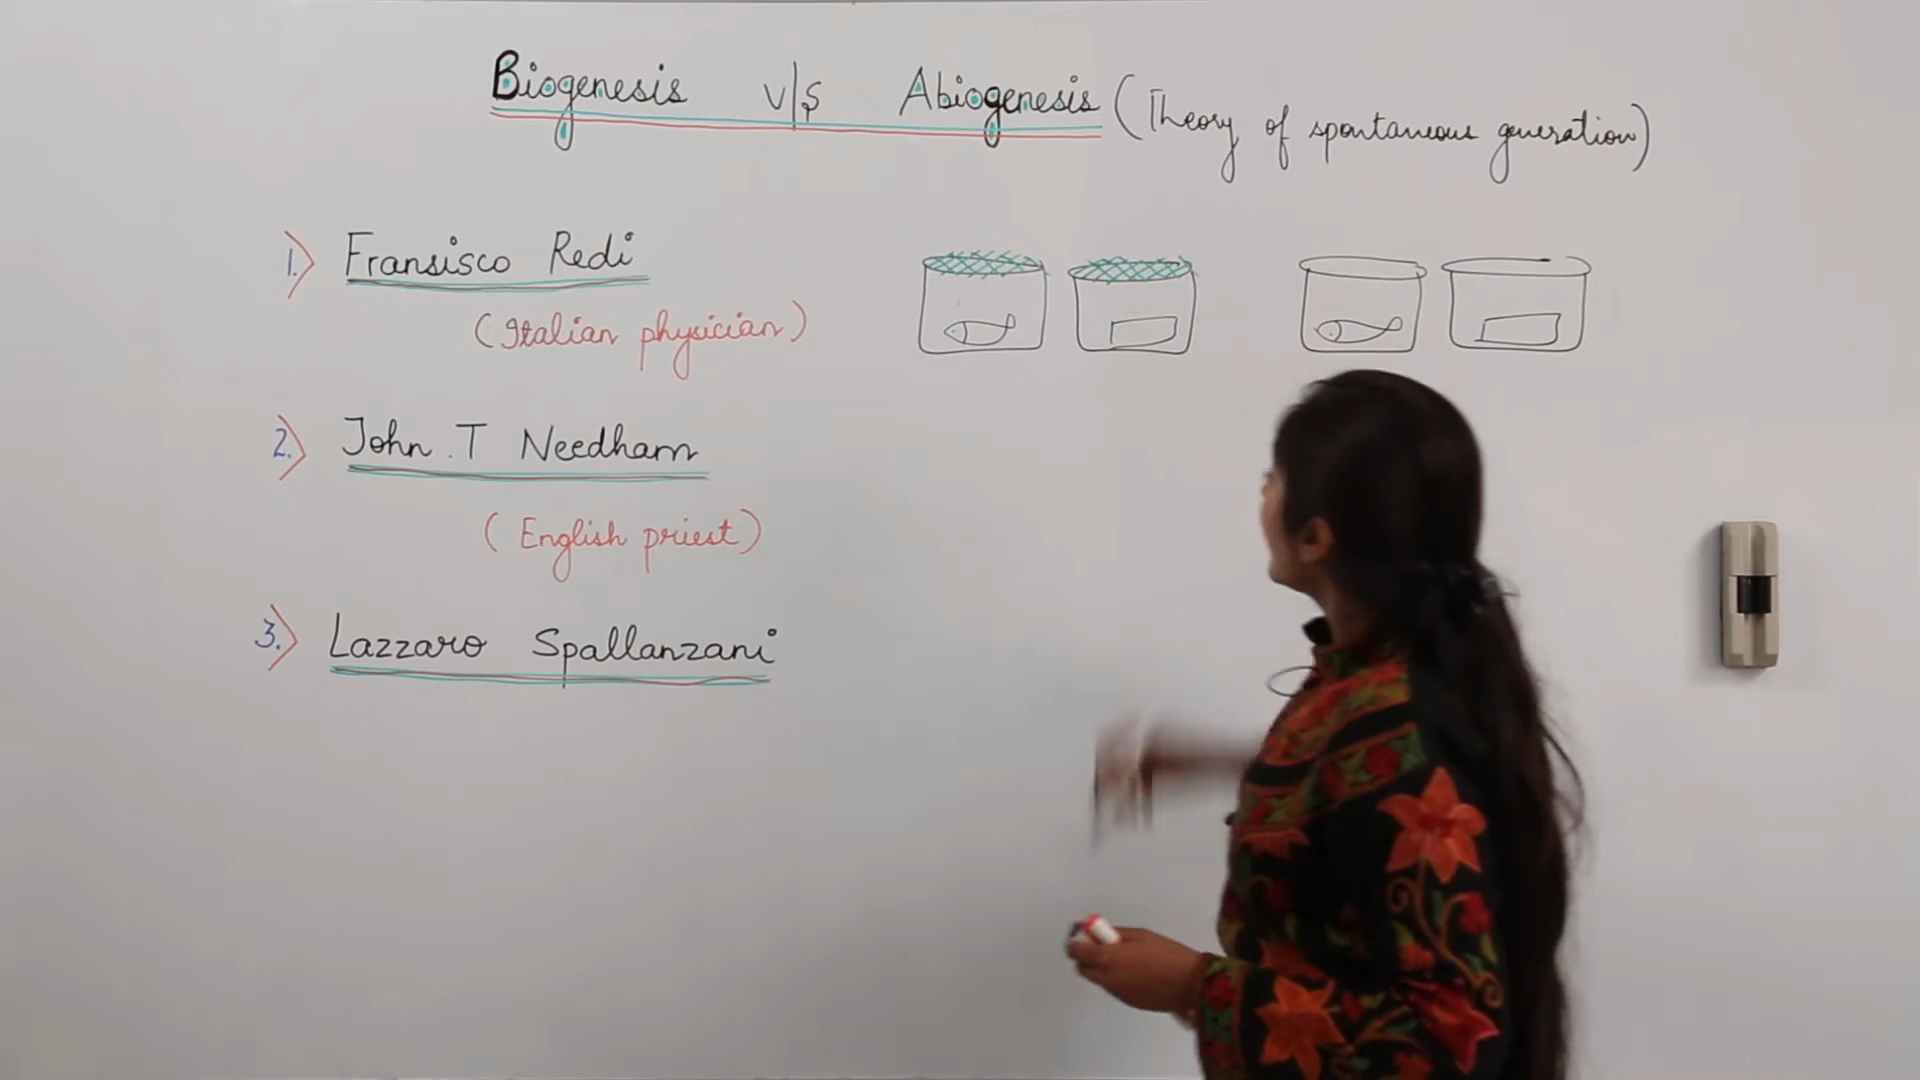 Biogenesis v/s Abiogenesis (Theory of spontaneous generation)
1. Fransisco Redi
(Italian physician)
2. John .T Needham
(English priest)
3. Lazzaro Spallanzani